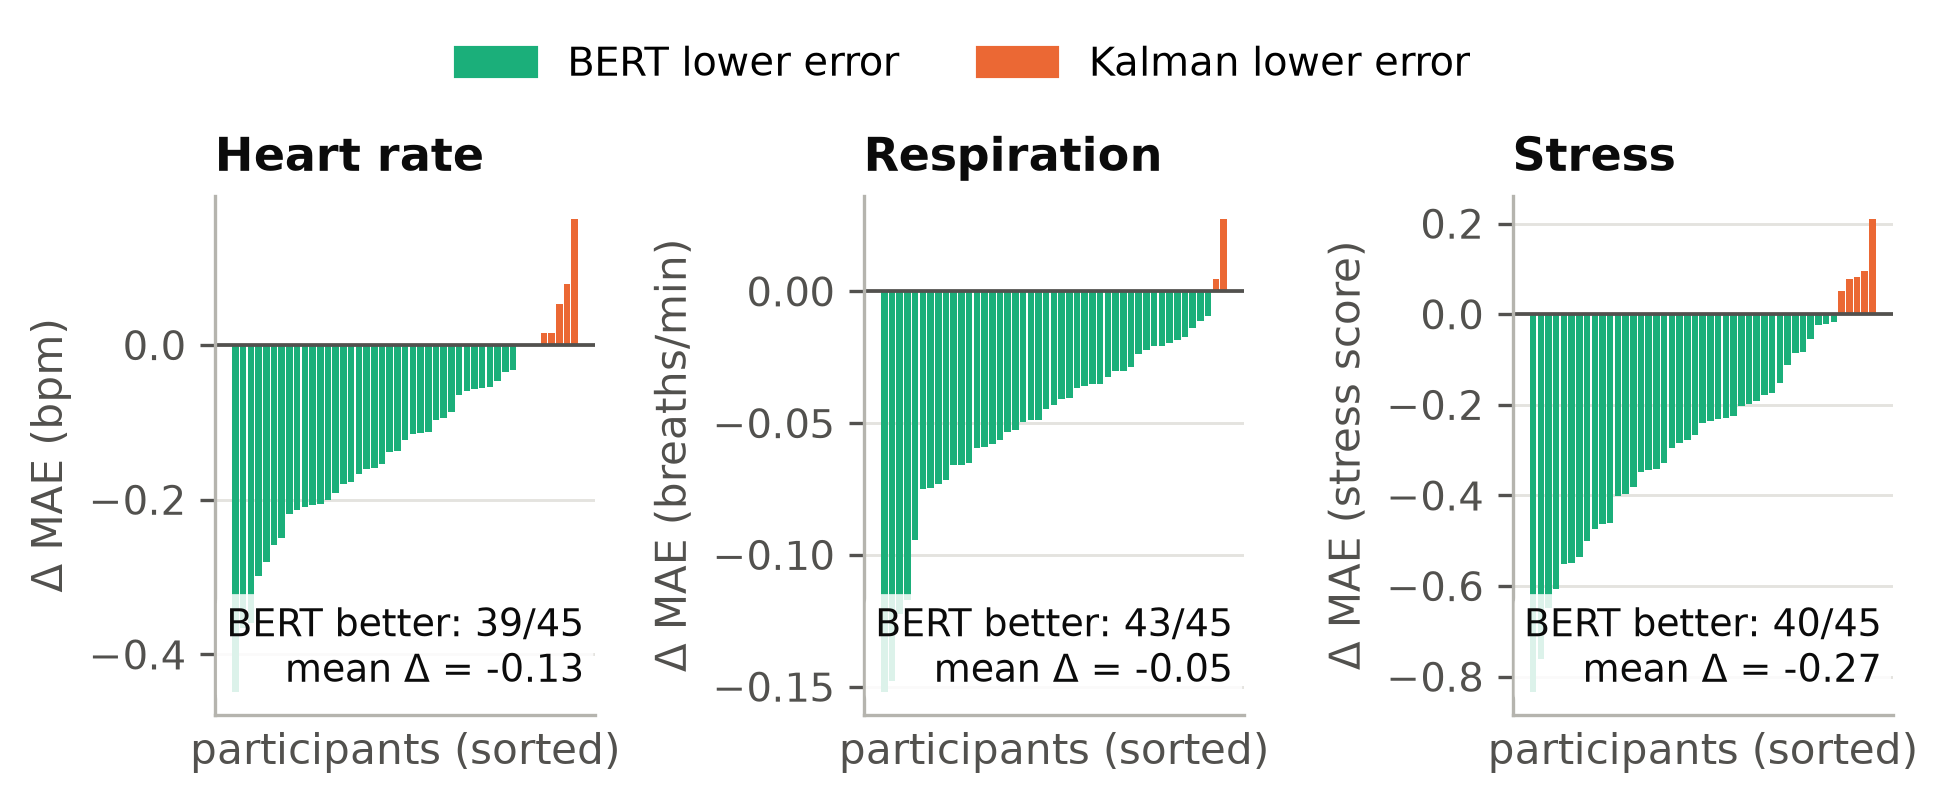 BERT lower error
Kalman lower error
Heart rate
Respiration
Stress
Δ MAE (bpm)
0.0
−0.2
−0.4
BERT better: 39/45
mean Δ = -0.13
participants (sorted)
Δ MAE (breaths/min)
0.00
−0.05
−0.10
−0.15
BERT better: 43/45
mean Δ = -0.05
participants (sorted)
Δ MAE (stress score)
0.2
0.0
−0.2
−0.4
−0.6
−0.8
BERT better: 40/45
mean Δ = -0.27
participants (sorted)